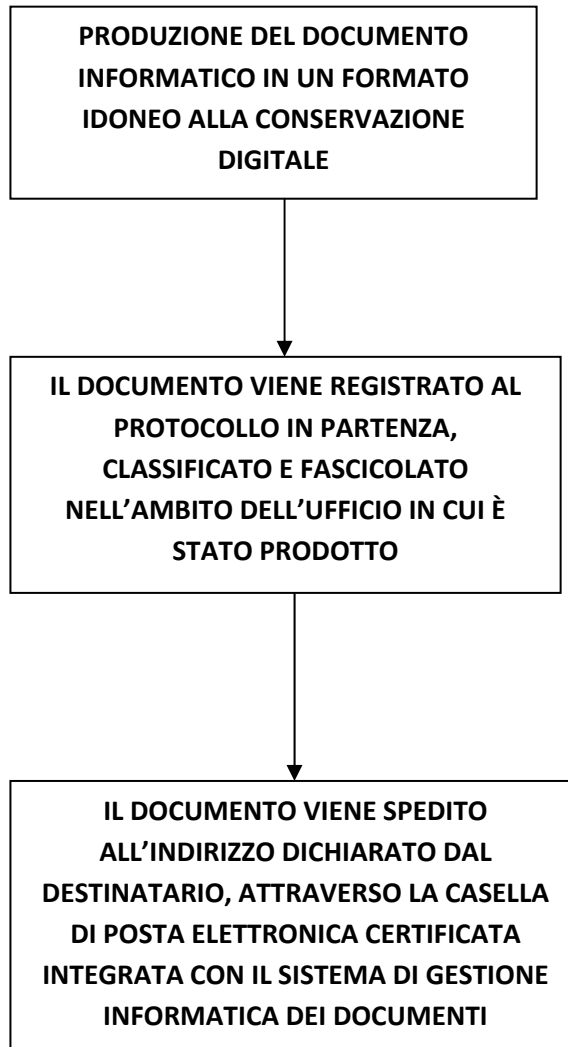 PRODUZIONE DEL DOCUMENTO
INFORMATICO IN UN FORMATO
IDONEO ALLA CONSERVAZIONE
DIGITALE
IL DOCUMENTO VIENE REGISTRATO AL
PROTOCOLLO IN PARTENZA,
CLASSIFICATO E FASCICOLATO
NELL’AMBITO DELL’UFFICIO IN CUI È
STATO PRODOTTO
IL DOCUMENTO VIENE SPEDITO
ALL’INDIRIZZO DICHIARATO DAL
DESTINATARIO, ATTRAVERSO LA CASELLA
DI POSTA ELETTRONICA CERTIFICATA
INTEGRATA CON IL SISTEMA DI GESTIONE
INFORMATICA DEI DOCUMENTI